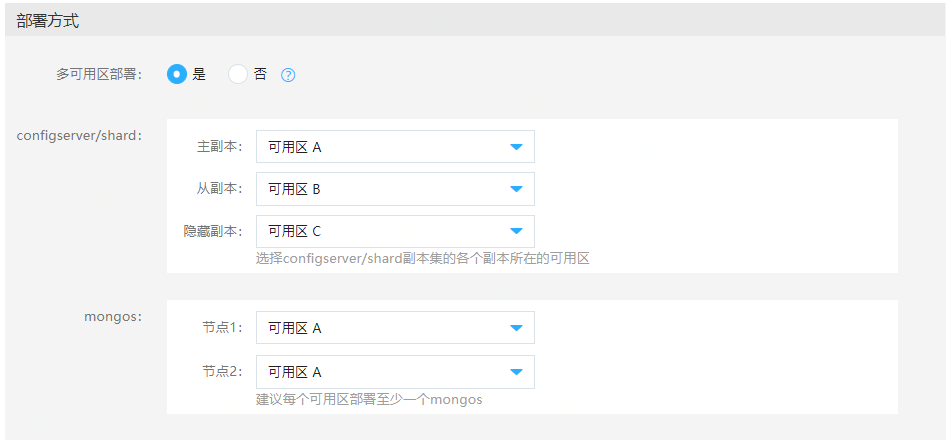 部署方式
多可用区部署： 是 否 ?
configserver/shard：
主副本： 可用区 A
从副本： 可用区 B
隐藏副本： 可用区 C
选择configserver/shard副本集的各个副本所在的可用区
mongos：
节点1： 可用区 A
节点2： 可用区 A
建议每个可用区部署至少一个mongos